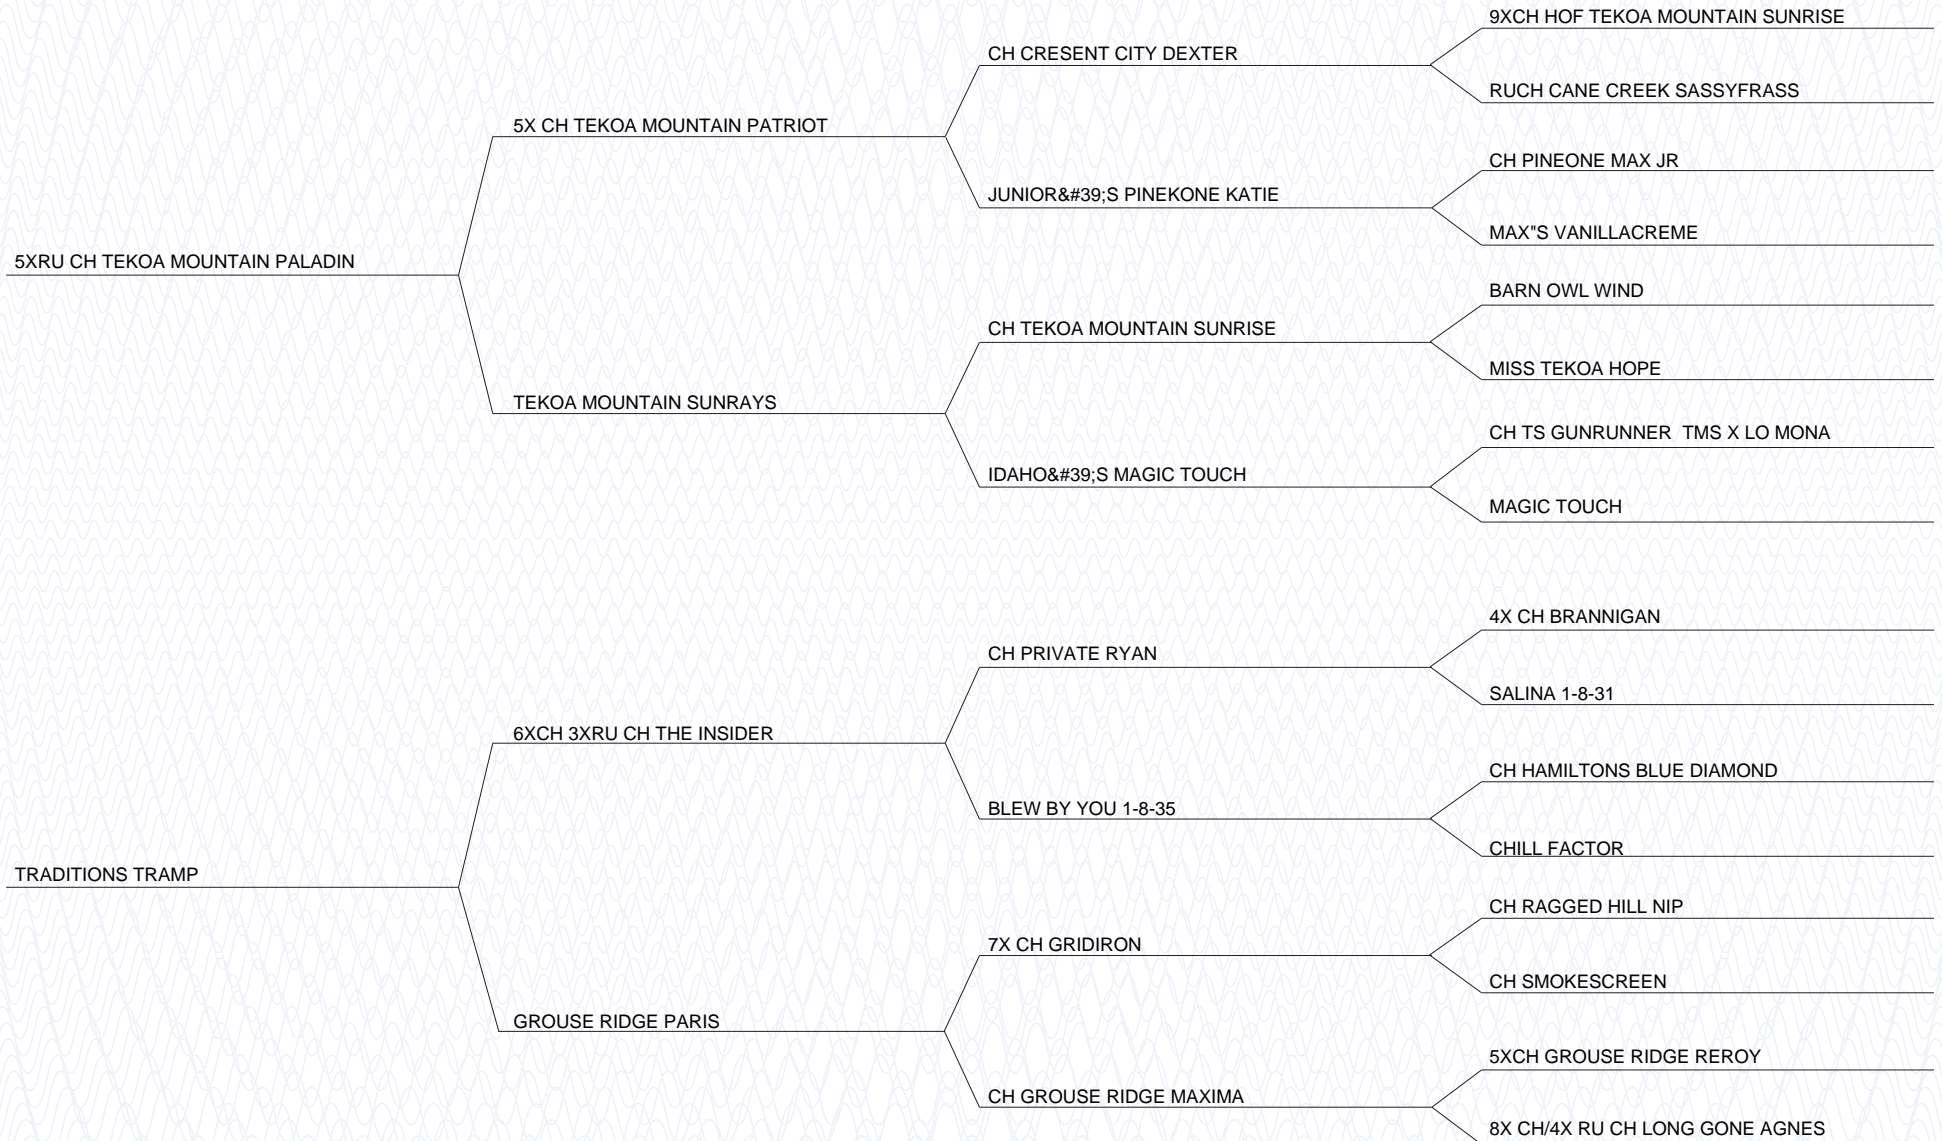 9XCH HOF TEKOA MOUNTAIN SUNRISE
CH CRESENT CITY DEXTER
RUCH CANE CREEK SASSYFRASS
5X CH TEKOA MOUNTAIN PATRIOT
CH PINEONE MAX JR
JUNIOR&#39;S PINEKONE KATIE
MAX"S VANILLACREME
5XRU CH TEKOA MOUNTAIN PALADIN
BARN OWL WIND
CH TEKOA MOUNTAIN SUNRISE
MISS TEKOA HOPE
TEKOA MOUNTAIN SUNRAYS
CH TS GUNRUNNER  TMS X LO MONA
IDAHO&#39;S MAGIC TOUCH
MAGIC TOUCH
4X CH BRANNIGAN
CH PRIVATE RYAN
SALINA 1-8-31
6XCH 3XRU CH THE INSIDER
CH HAMILTONS BLUE DIAMOND
BLEW BY YOU 1-8-35
CHILL FACTOR
TRADITIONS TRAMP
CH RAGGED HILL NIP
7X CH GRIDIRON
CH SMOKESCREEN
GROUSE RIDGE PARIS
5XCH GROUSE RIDGE REROY
CH GROUSE RIDGE MAXIMA
8X CH/4X RU CH LONG GONE AGNES